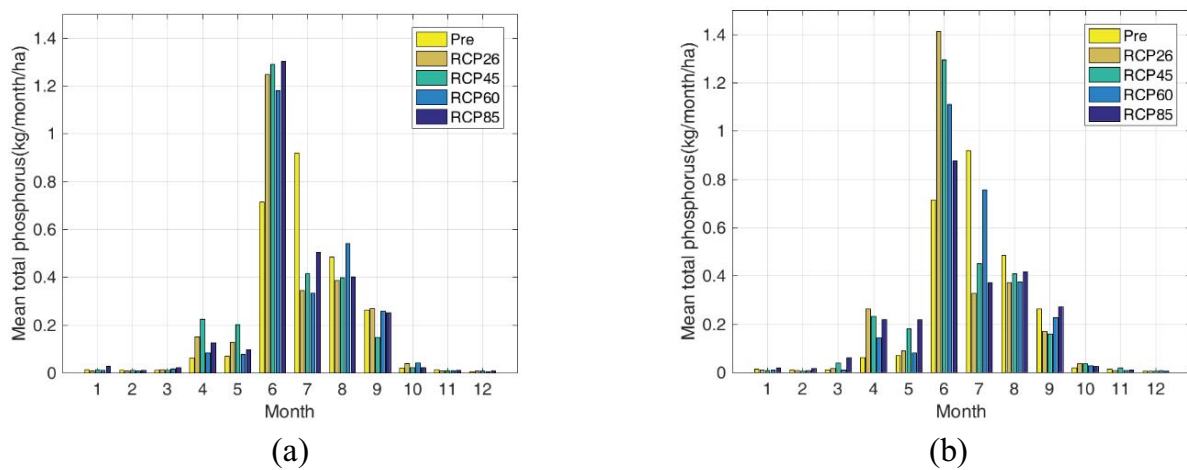 Mean total phosphorus(kg/month/ha)
1.4
1.2
1
0.8
0.6
0.4
0.2
0
1 2 3 4 5 6 7 8 9 10 11 12
Month
Pre
RCP26
RCP45
RCP60
RCP85
(a)
Mean total phosphorus(kg/month/ha)
1.4
1.2
1
0.8
0.6
0.4
0.2
0
1 2 3 4 5 6 7 8 9 10 11 12
Month
Pre
RCP26
RCP45
RCP60
RCP85
(b)